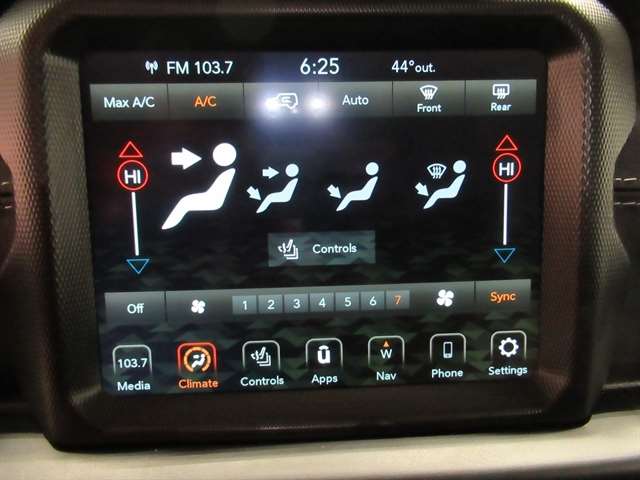 FM 103.7 6:25 44°out.
Max A/C A/C Auto Front Rear
HI HI
Controls
Off 1 2 3 4 5 6 7 Sync
103.7 W
Media Climate Controls Apps Nav Phone Settings